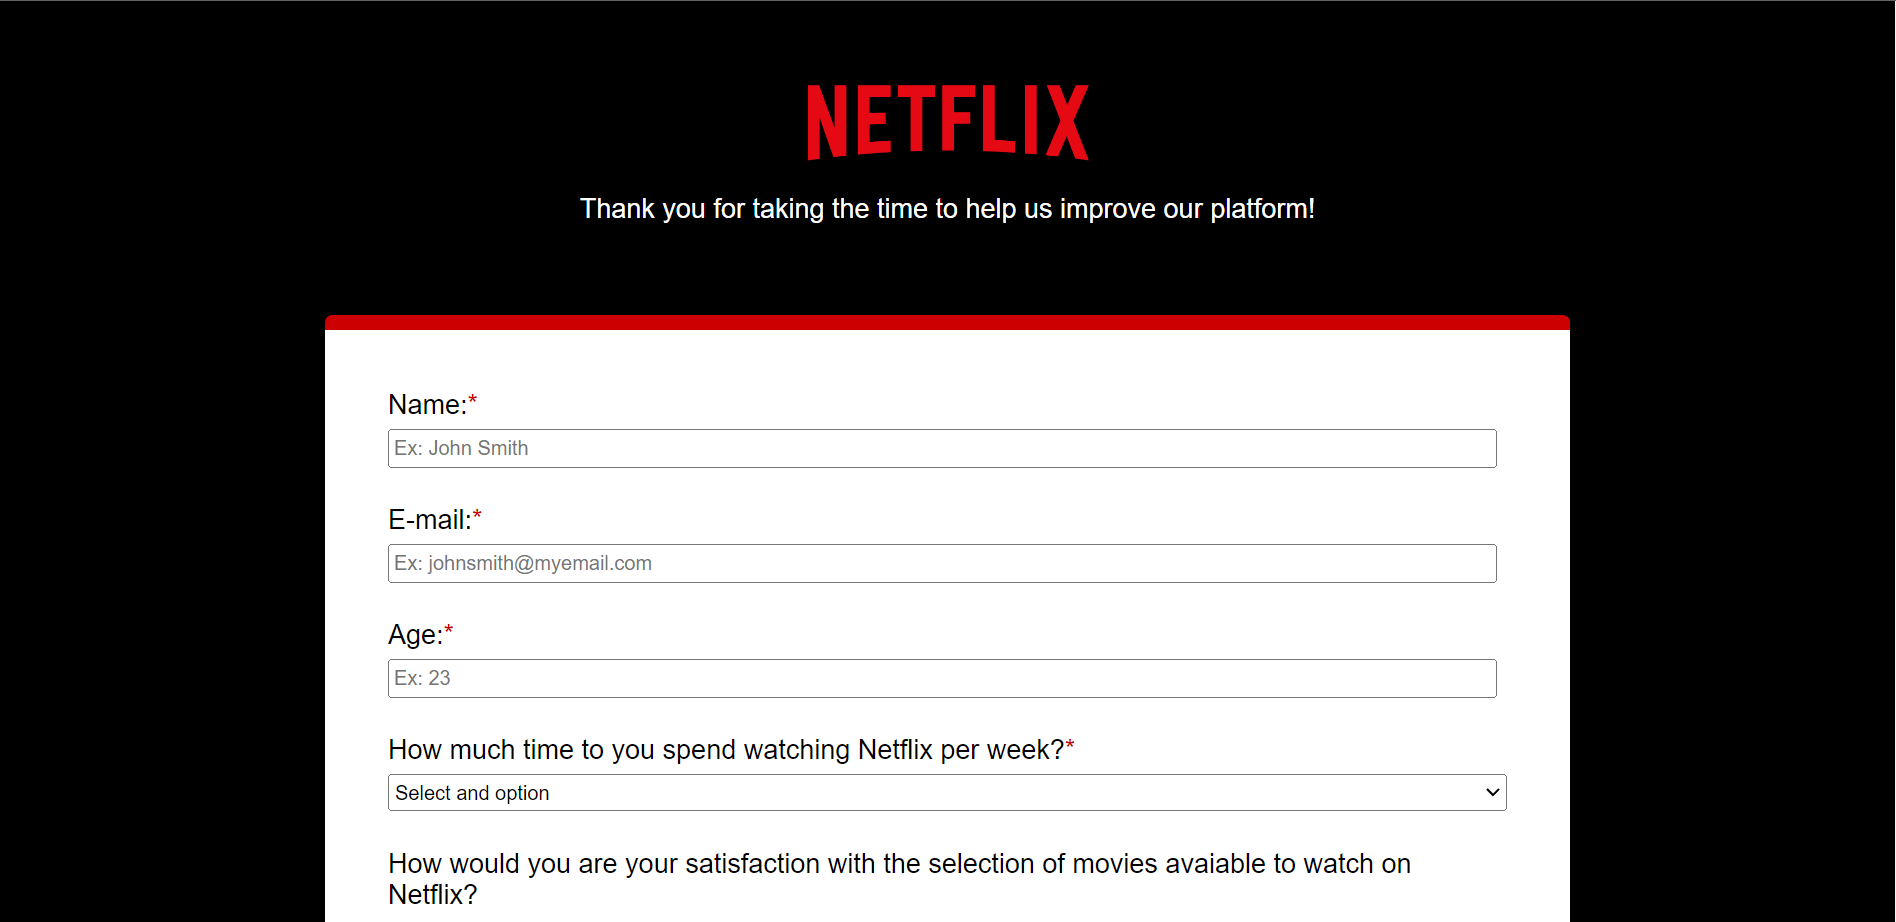 NETFLIX
Thank you for taking the time to help us improve our platform!
Name:*
Ex: John Smith
E-mail:*
Ex: johnsmith@myemail.com
Age:*
Ex: 23
How much time to you spend watching Netflix per week?*
Select and option
How would you are your satisfaction with the selection of movies avaiable to watch on
Netflix?